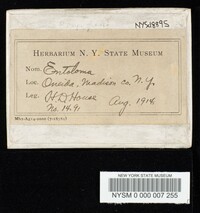 NYS18895
HERBARIUM N. Y. STATE MUSEUM
NOM. Entoloma
LOC. Oneida, Madison co. N.Y.
LEG. H D House Aug. 1914
No. 14.91
NEW YORK STATE MUSEUM
NYSM 0 000 007 255